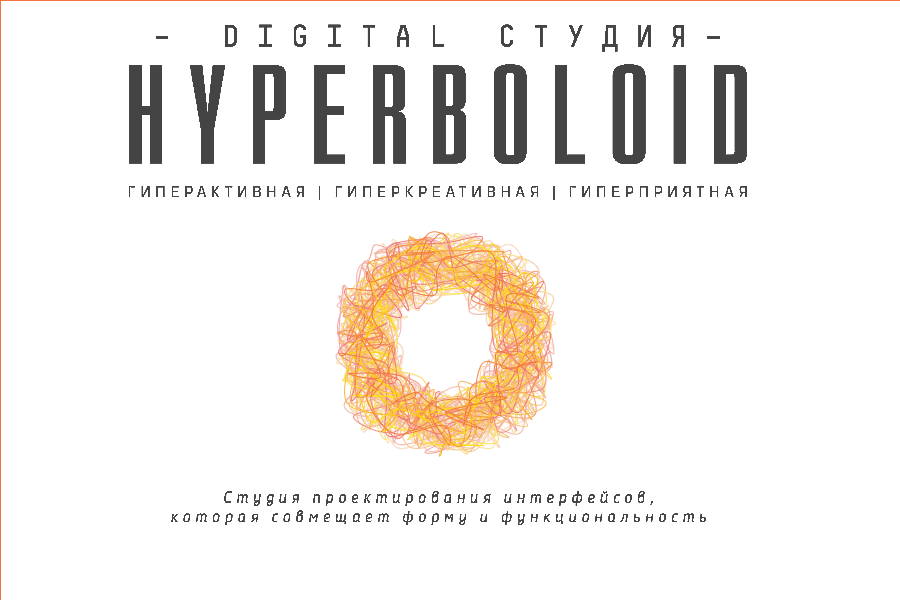 – DIGITAL СТУДИЯ –
HYPERBOLOID
ГИПЕРАКТИВНАЯ | ГИПЕРКРЕАТИВНАЯ | ГИПЕРПРИЯТНАЯ
Студия проектирования интерфейсов,
которая совмещает форму и функциональность